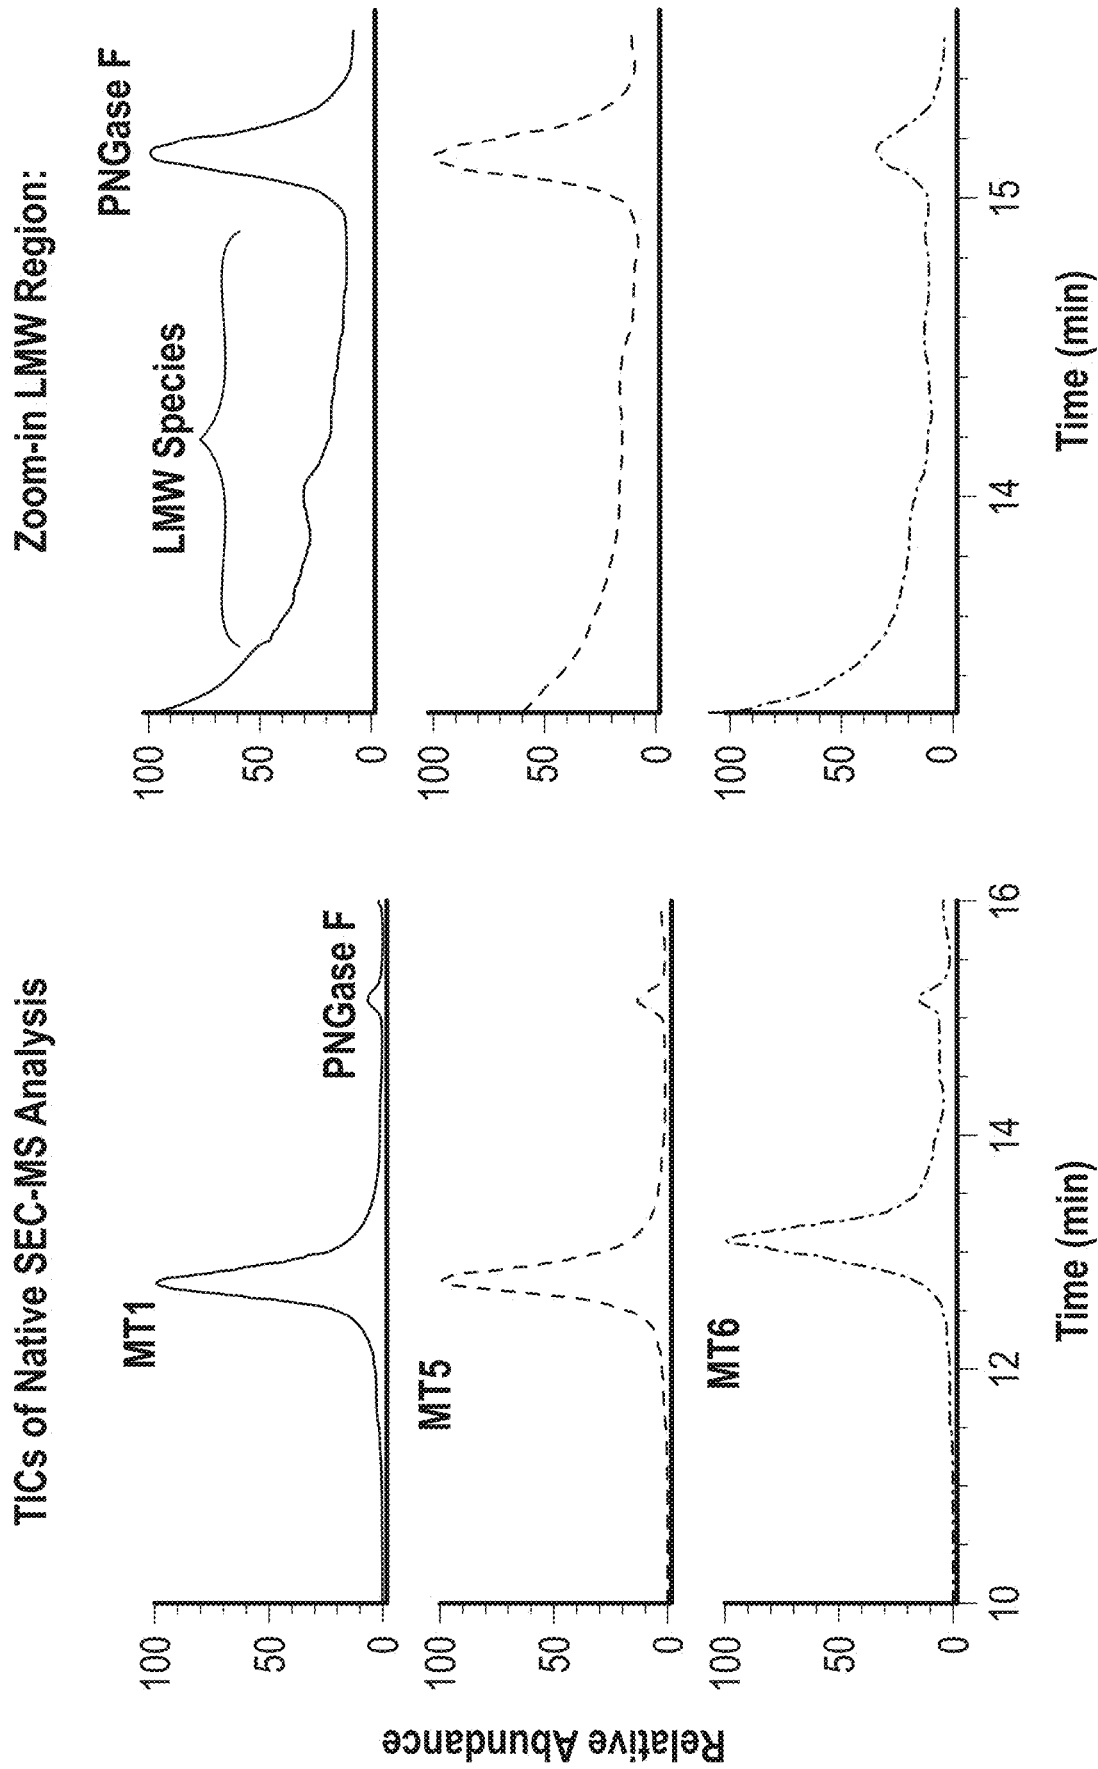 TICs of Native SEC-MS Analysis
Relative Abundance
MT1
PNGase F
100
50
0
MT5
100
50
0
MT6
100
50
0
10
12
14
16
Time (min)
Zoom-in LMW Region:
LMW Species
PNGase F
100
50
0
100
50
0
100
50
0
14
15
Time (min)